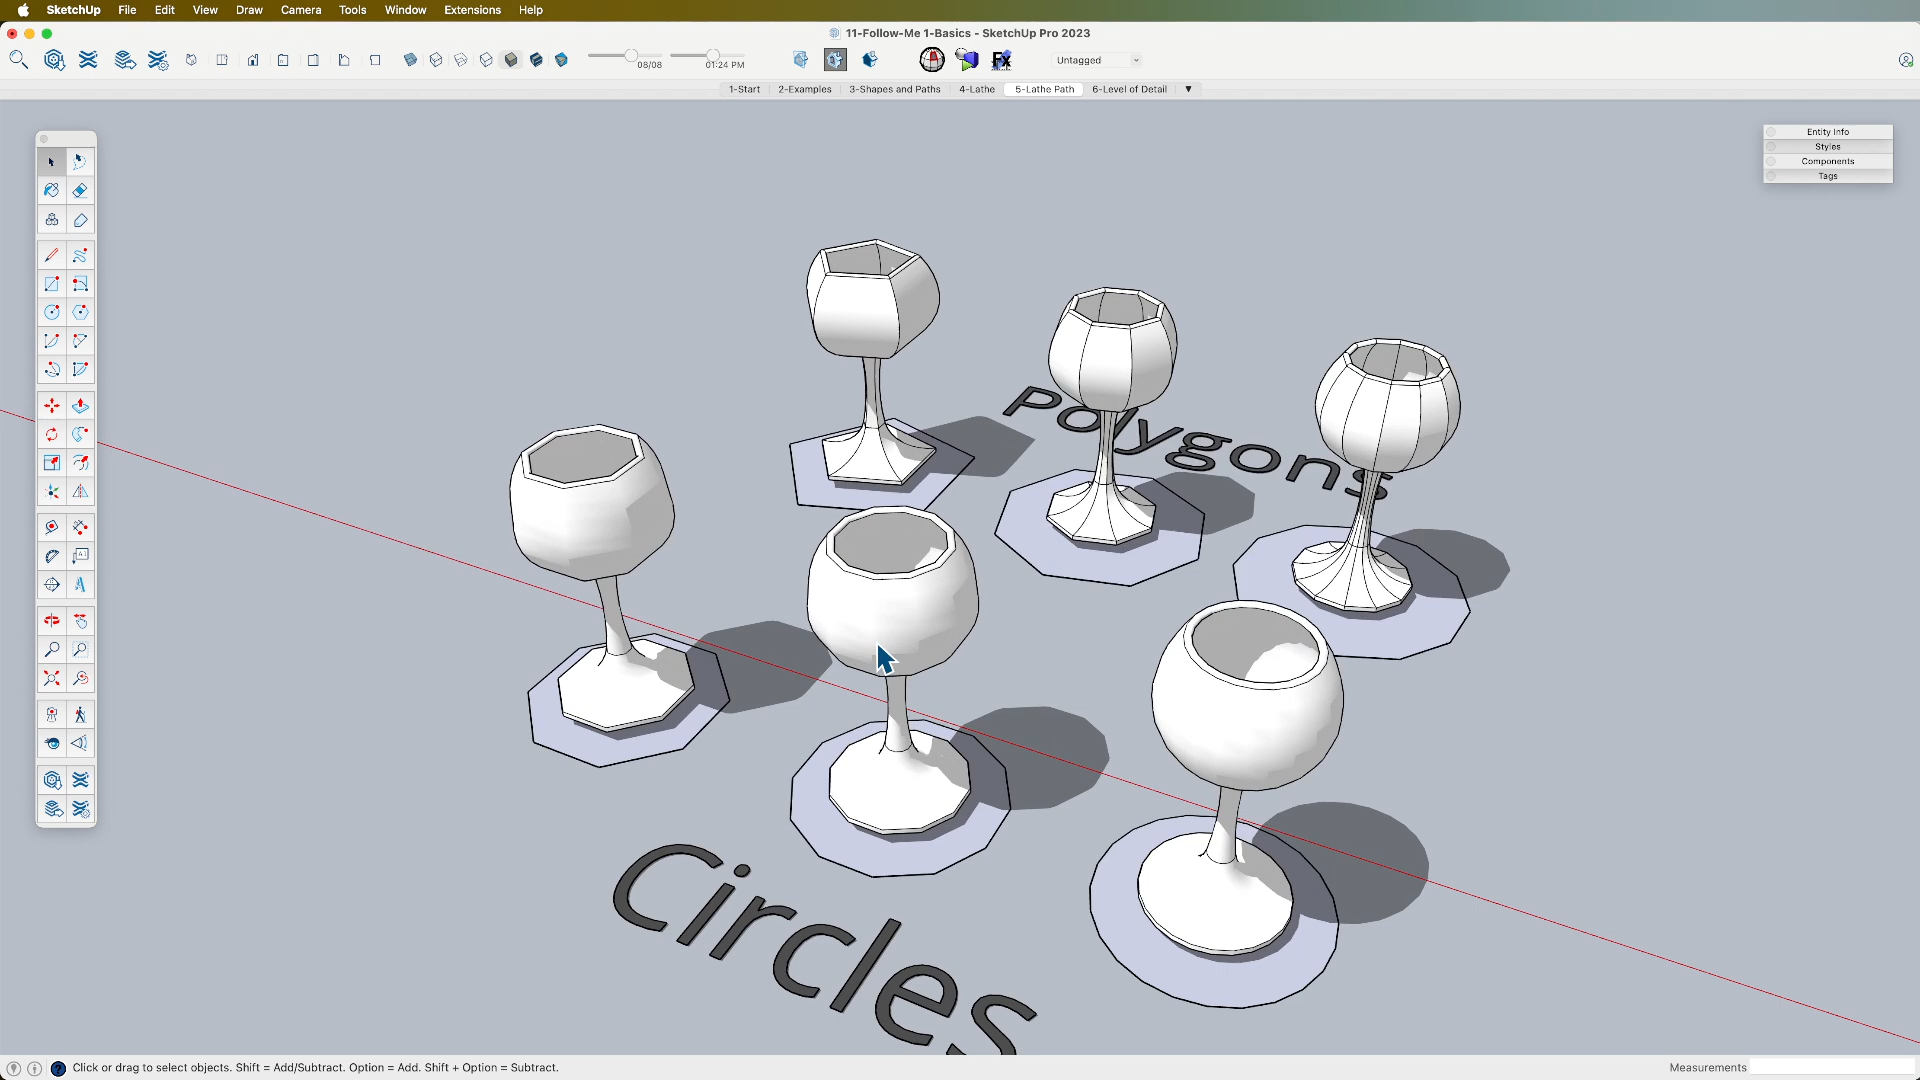 SketchUp File Edit View Draw Camera Tools Window Extensions Help
11-Follow-Me 1-Basics - SketchUp Pro 2023
08/08 01:24 PM Untagged
1-Start 2-Examples 3-Shapes and Paths 4-Lathe 5-Lathe Path 6-Level of Detail
Entity Info
Styles
Components
Tags
Polygons
Circles
Click or drag to select objects. Shift = Add/Subtract. Option = Add. Shift + Option = Subtract.
Measurements